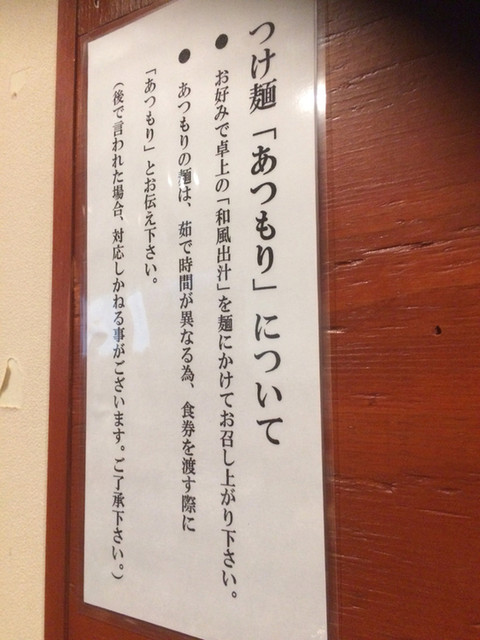 つけ麺「あつもり」について
● お好みで卓上の「和風出汁」を麺にかけてお召し上がり下さい。
● あつもりの麺は、茹で時間が異なる為、食券を渡す際に
「あつもり」とお伝え下さい。
（後で言われた場合、対応しかねる事がございます。ご了承下さい。）